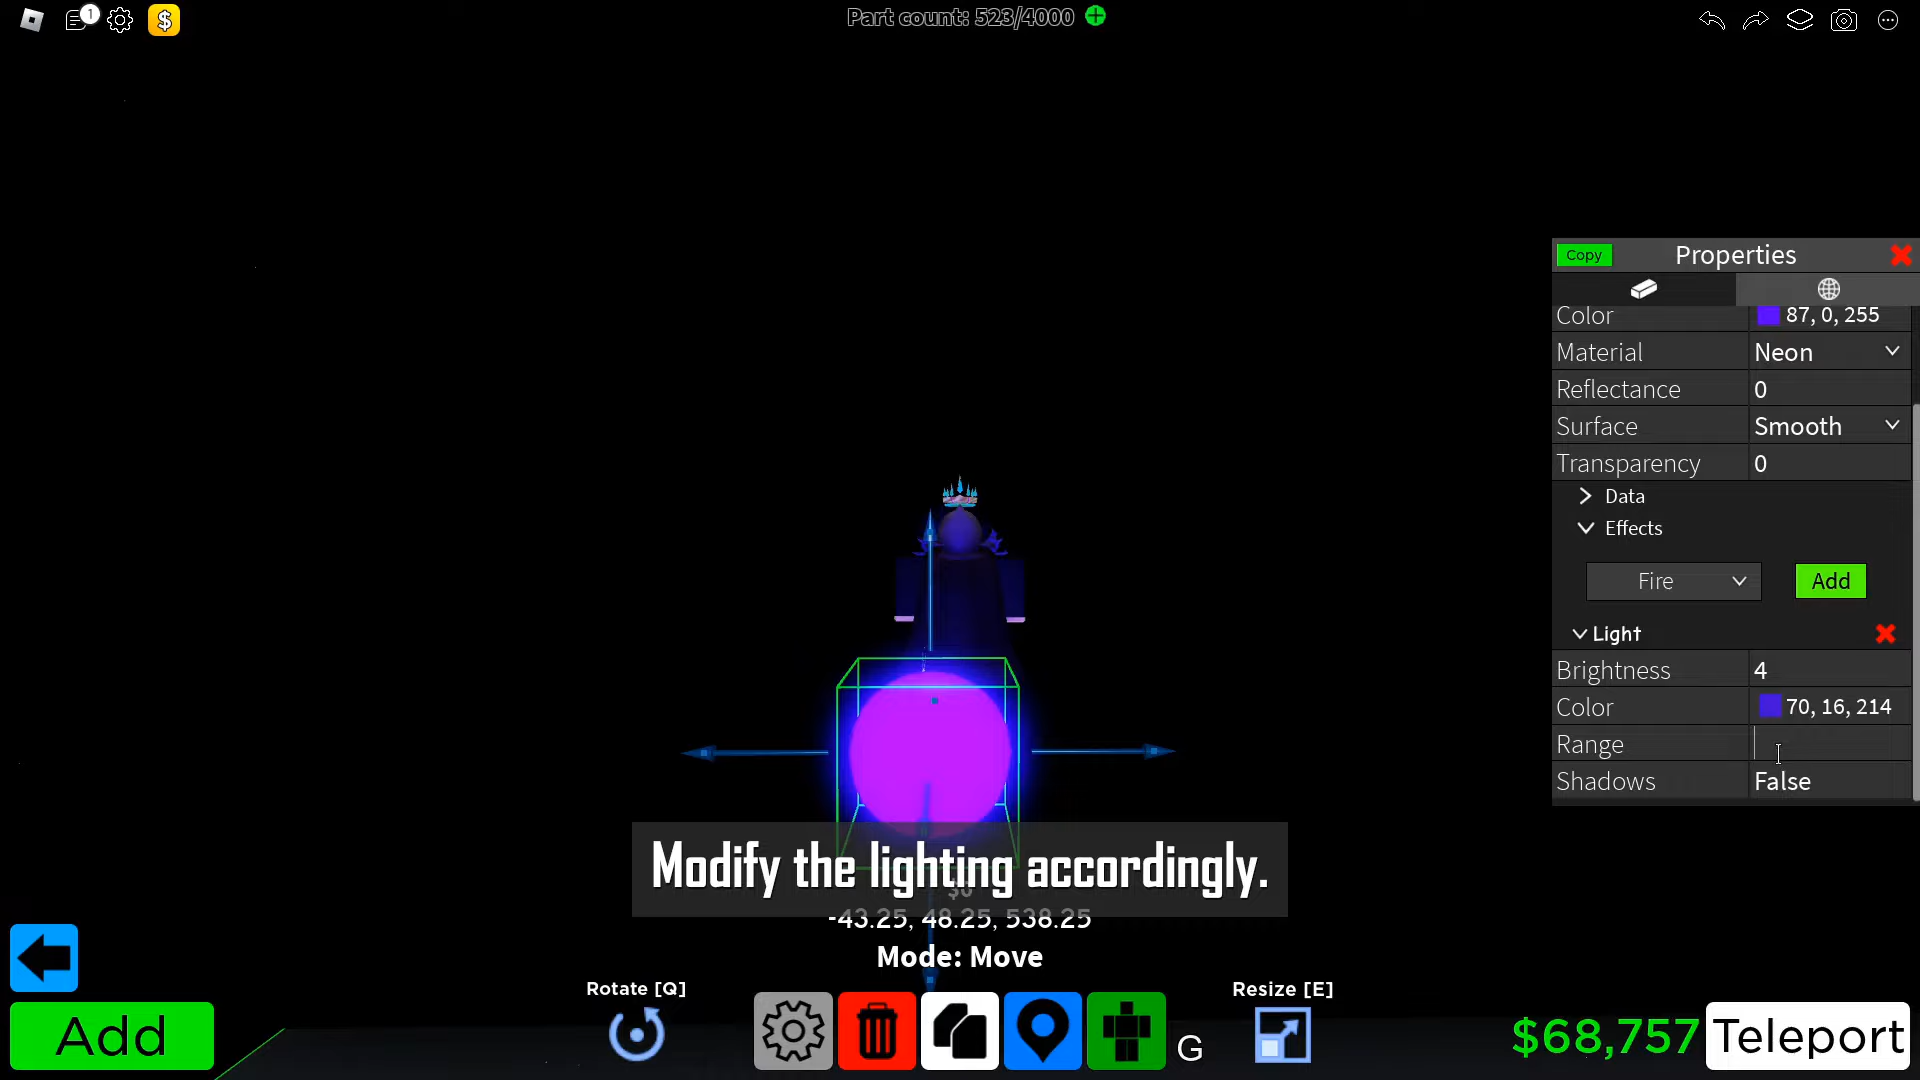 1
$
Part count: 523/4000
Copy
Properties
Color 87, 0, 255
Material Neon
Reflectance 0
Surface Smooth
Transparency 0
Data
Effects
Fire Add
Light
Brightness 4
Color 70, 16, 214
Range
Shadows False
Modify the lighting accordingly.
$0
-43.25, 48.25, 538.25
Mode: Move
Rotate [Q]
Resize [E]
G
Add
$68,757
Teleport